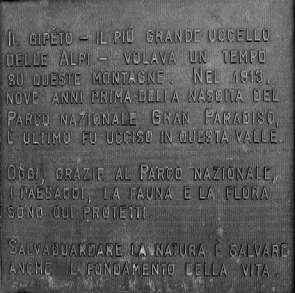 IL GIPÈTO - IL PIÙ GRANDE UCCELLO
DELLE ALPI - VOLAVA UN TEMPO
SU QUESTE MONTAGNE. NEL 1913,
NOVE ANNI PRIMA DELLA NASCITA DEL
PARCO NAZIONALE GRAN PARADISO,
L'ULTIMO FU UCCISO IN QUESTA VALLE.
OGGI, GRAZIE AL PARCO NAZIONALE,
I PAESAGGI, LA FAUNA E LA FLORA
SONO QUI PROTETTI.
SALVAGUARDARE LA NATURA È SALVARE
ANCHE IL FONDAMENTO DELLA VITA.